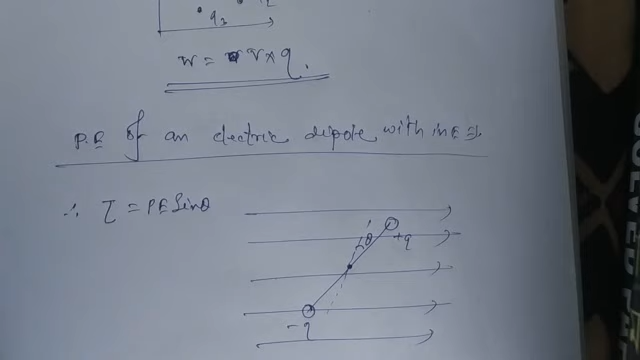 q3
W = V × q.
P.E of an electric dipole with in E.F.
∴ τ = PE Sinθ
θ
+q
-q